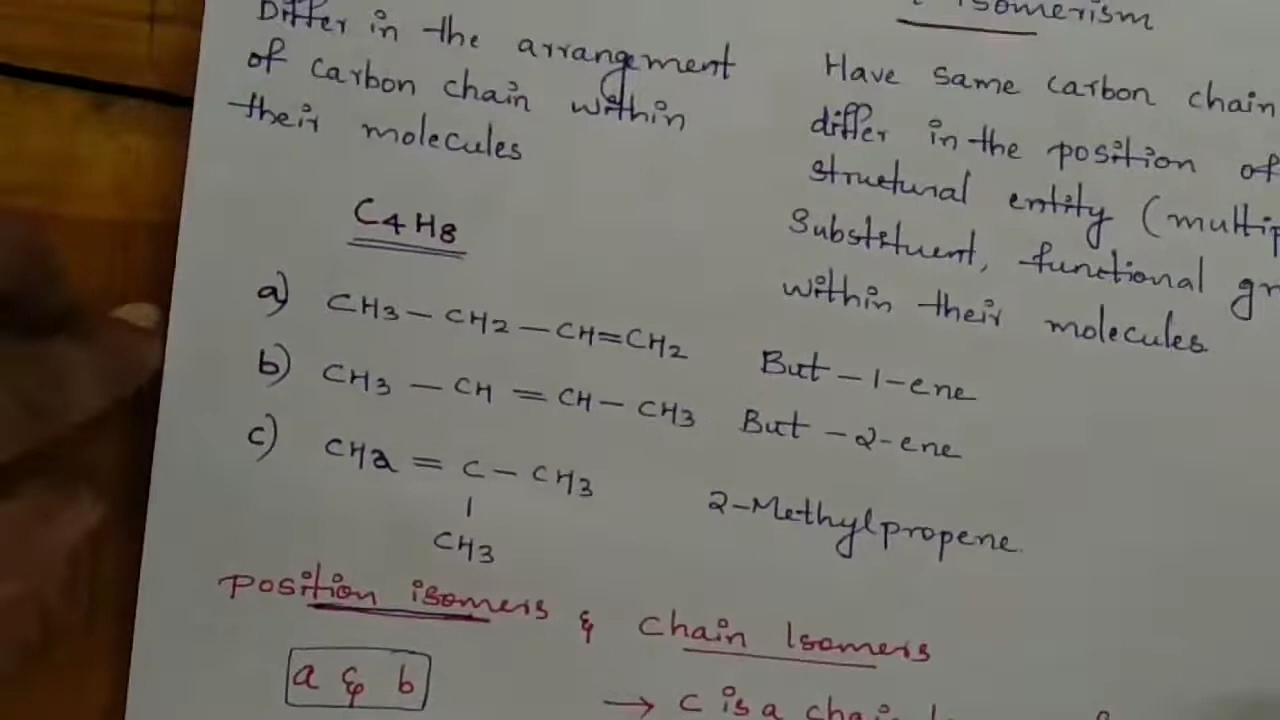 Differ in the arrangement
of carbon chain within
their molecules
isomerism
Have same carbon chain
differ in the position of
structural entity (
Substituent, functional
within their molecules.
C4H8
a) CH3 – CH2 – CH=CH2 But – 1 – ene
b) CH3 – CH = CH – CH3 But – 2 – ene
c) CH2 = C – CH3 2-Methylpropene.
|
CH3
Position isomers & Chain Isomers
a & b
→ c is a chain